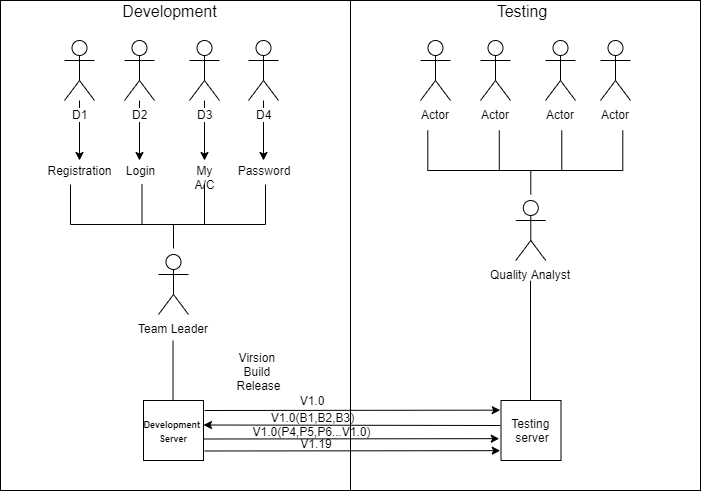 Development
Testing
D1
D2
D3
D4
Actor
Actor
Actor
Actor
Registration
Login
My
A/C
Password
Quality Analyst
Team Leader
Virsion
Build
Release
V1.0
V1.0(B1,B2,B3)
V1.0(P4,P5,P6...V1.0)
V1.19
Development
Server
Testing
server